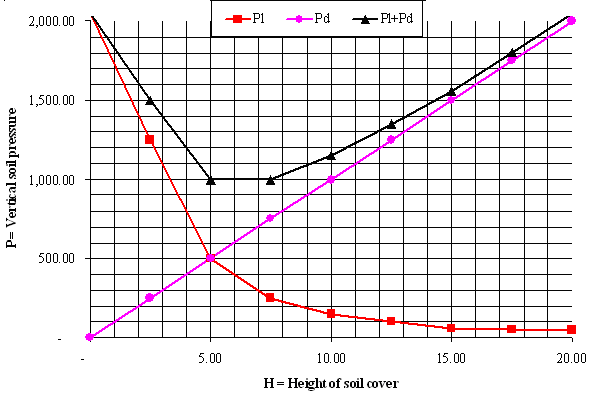 Pl Pd Pl+Pd
2,000.00
1,500.00
1,000.00
500.00
-
- 5.00 10.00 15.00 20.00
P= Vertical soil pressure
H = Height of soil cover